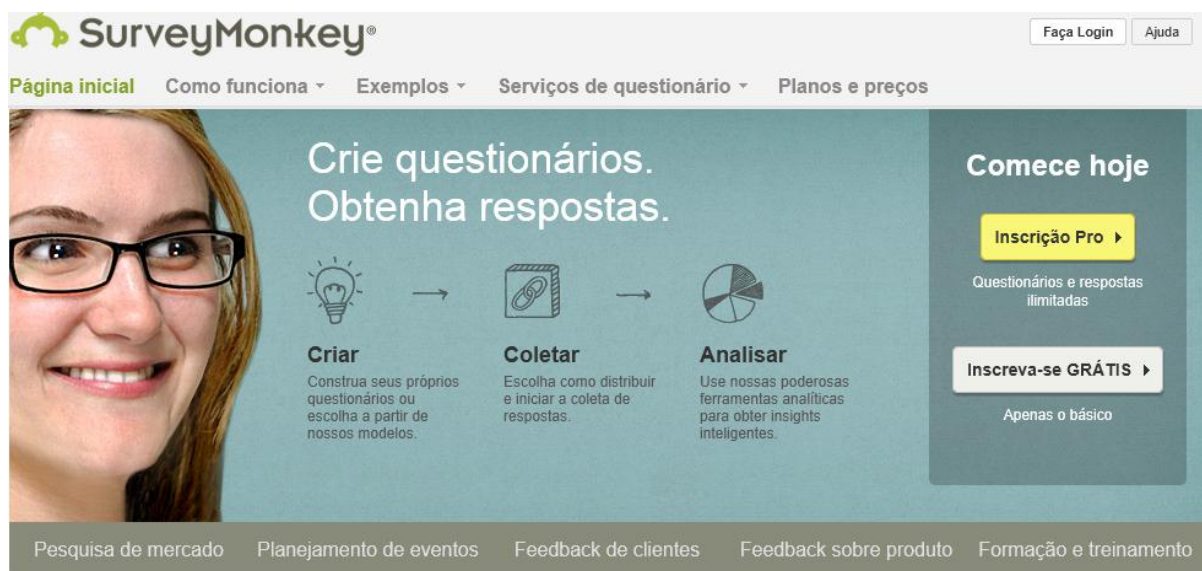 SurveyMonkey®
Faça Login
Ajuda
Página inicial
Como funciona
Exemplos
Serviços de questionário
Planos e preços
Crie questionários.
Obtenha respostas.
Criar
Construa seus próprios
questionários ou
escolha a partir de
nossos modelos.
Coletar
Escolha como distribuir
e iniciar a coleta de
respostas.
Analisar
Use nossas poderosas
ferramentas analíticas
para obter insights
inteligentes.
Comece hoje
Inscrição Pro
Questionários e respostas
ilimitadas
Inscreva-se GRÁTIS
Apenas o básico
Pesquisa de mercado
Planejamento de eventos
Feedback de clientes
Feedback sobre produto
Formação e treinamento